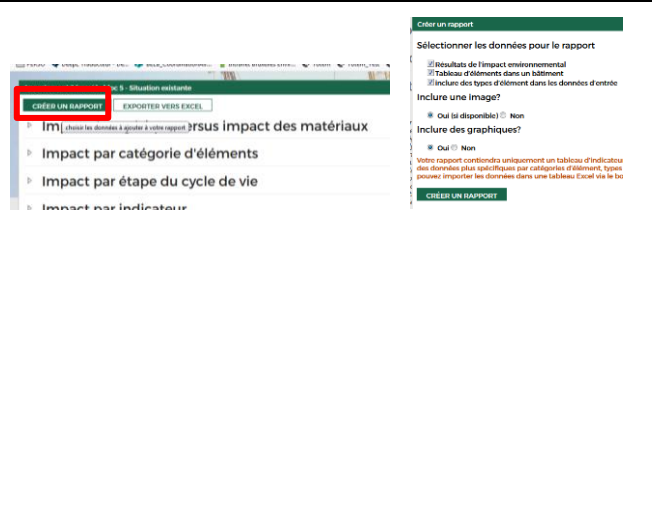 5 - Situation existante
CRÉER UN RAPPORT
EXPORTER VERS EXCEL
choisir les données à ajouter à votre rapport
ersus impact des matériaux
Impact par catégorie d'éléments
Impact par étape du cycle de vie
Impact par indicateur
Créer un rapport
Sélectionner les données pour le rapport
Résultats de l'impact environnemental
Tableau d'éléments dans un bâtiment
Inclure des types d'élément dans les données d'entrée
Inclure une image?
Oui (si disponible) Non
Inclure des graphiques?
Oui Non
Votre rapport contiendra uniquement un tableau d'indicateu
des données plus spécifiques par catégories d'élément, types
pouvez importer les données dans une tableau Excel via le bo
CRÉER UN RAPPORT